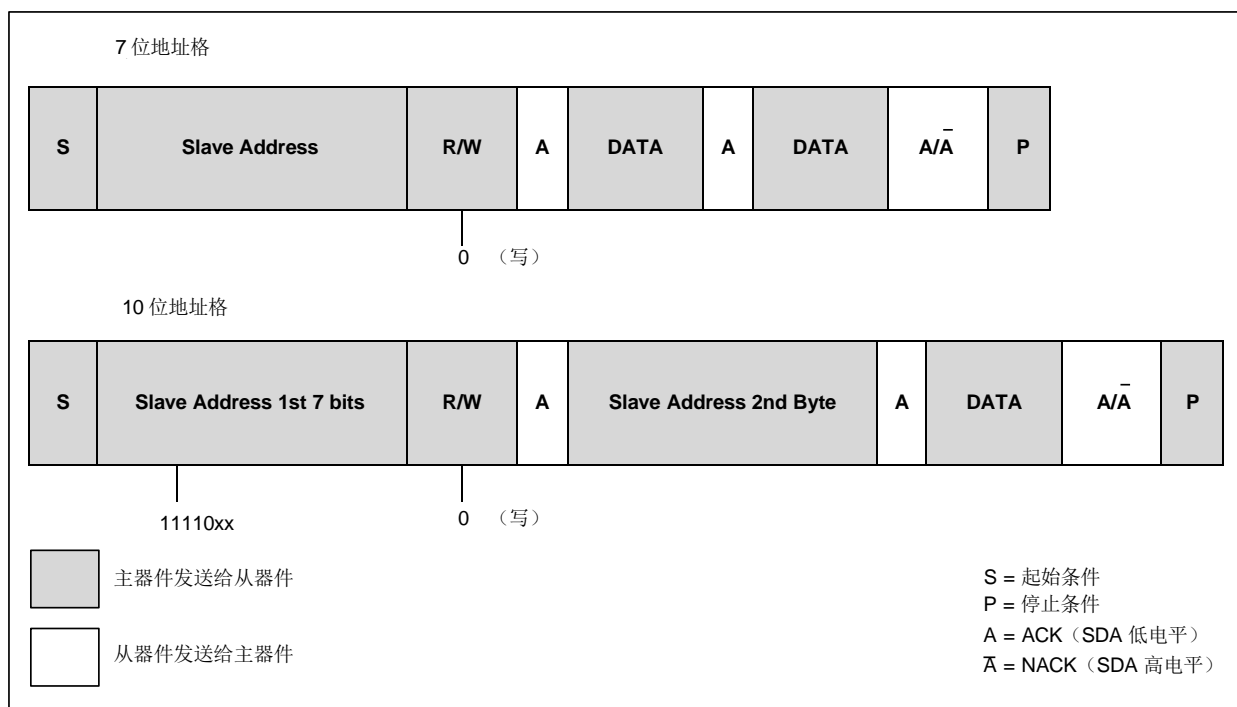 7 位地址格
S Slave Address R/W A DATA A DATA A/A̅ P
0 （写）
10 位地址格
S Slave Address 1st 7 bits R/W A Slave Address 2nd Byte A DATA A/A̅ P
11110xx 0 （写）
主器件发送给从器件
从器件发送给主器件
S = 起始条件
P = 停止条件
A = ACK（SDA 低电平）
A̅ = NACK（SDA 高电平）